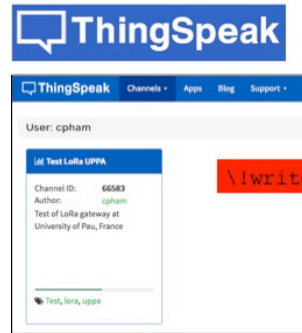 ThingSpeak
ThingSpeak Channels Apps Blog Support
User: cpham
Test LoRa UPPA
Channel ID: 66583
Author: cpham
Test of LoRa gateway at
University of Pau, France
Test, lora, uppa
\!writ